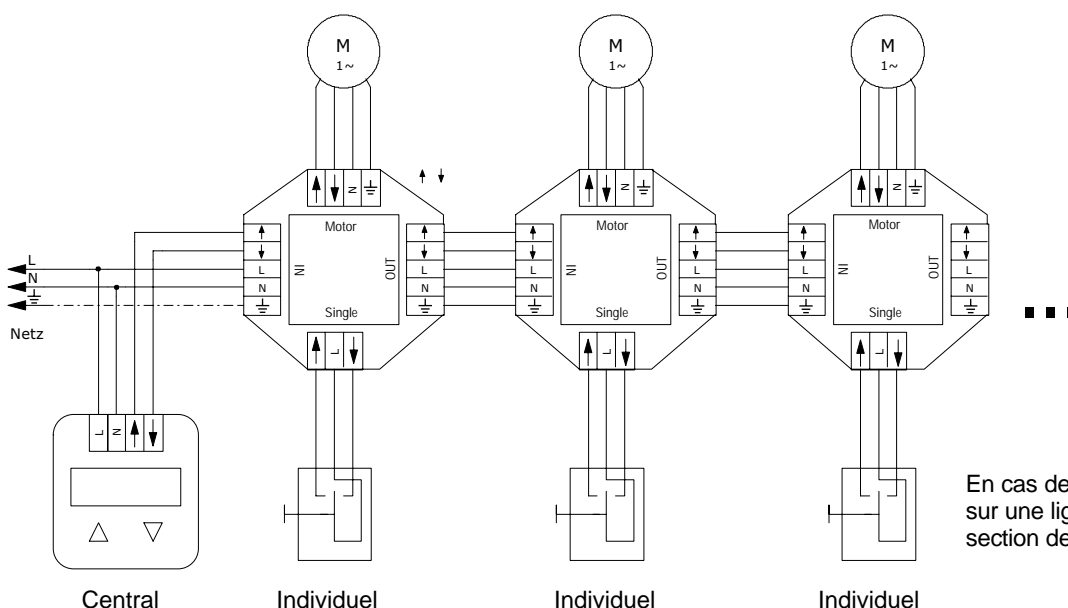 M M M
1~ 1~ 1~
↑ ↓ N ⏚ ↑ ↓ ↑ ↓ N ⏚ ↑ ↓ N ⏚
Motor Motor Motor
↑ ↑ ↑ ↑ ↑ ↑
↓ ↓ ↓ ↓ ↓ ↓
L L L L L L L
N N N N N N N
⏚ ⏚ ⏚ ⏚ ⏚ ⏚ ⏚
IN OUT IN OUT IN OUT
Netz
Single Single Single
↑ L ↓ ↑ L ↓ ↑ L ↓
L N ↑ ↓
△ ▽
En cas de
sur une lig
section de
Central Individuel Individuel Individuel